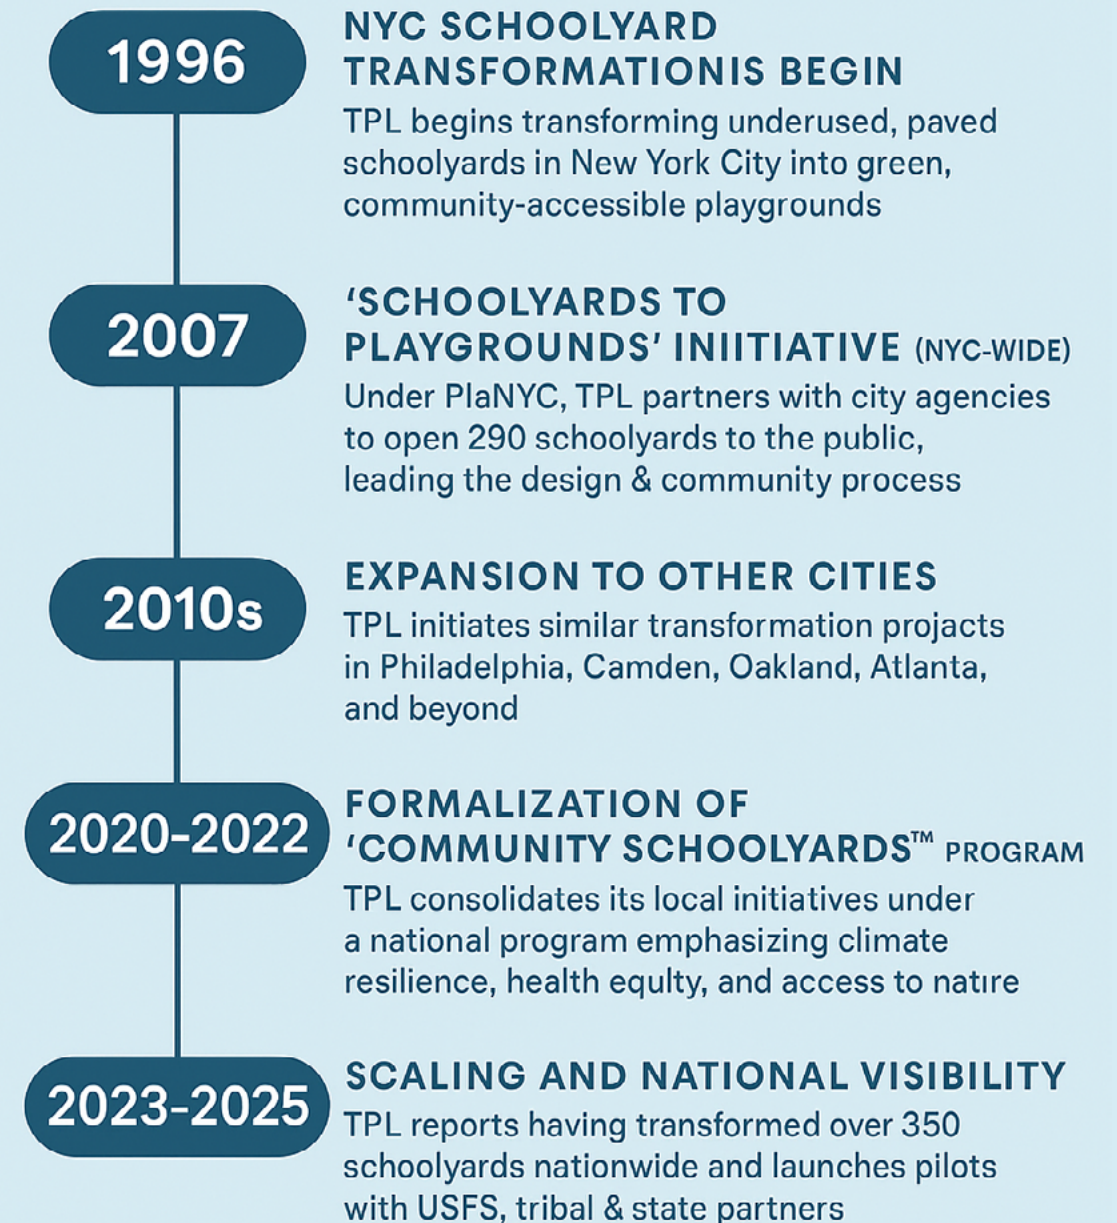 1996
NYC SCHOOLYARD
TRANSFORMATIONIS BEGIN
TPL begins transforming underused, paved
schoolyards in New York City into green,
community-accessible playgrounds
2007
‘SCHOOLYARDS TO
PLAYGROUNDS’ INIITIATIVE (NYC-WIDE)
Under PlaNYC, TPL partners with city agencies
to open 290 schoolyards to the public,
leading the design & community process
2010s
EXPANSION TO OTHER CITIES
TPL initiates similar transformation projacts
in Philadelphia, Camden, Oakland, Atlanta,
and beyond
2020-2022
FORMALIZATION OF
‘COMMUNITY SCHOOLYARDS™ PROGRAM
TPL consolidates its local initiatives under
a national program emphasizing climate
resilience, health equlty, and access to natıre
2023-2025
SCALING AND NATIONAL VISIBILITY
TPL reports having transformed over 350
schoolyards nationwide and launches pilots
with USFS, tribal & state partners